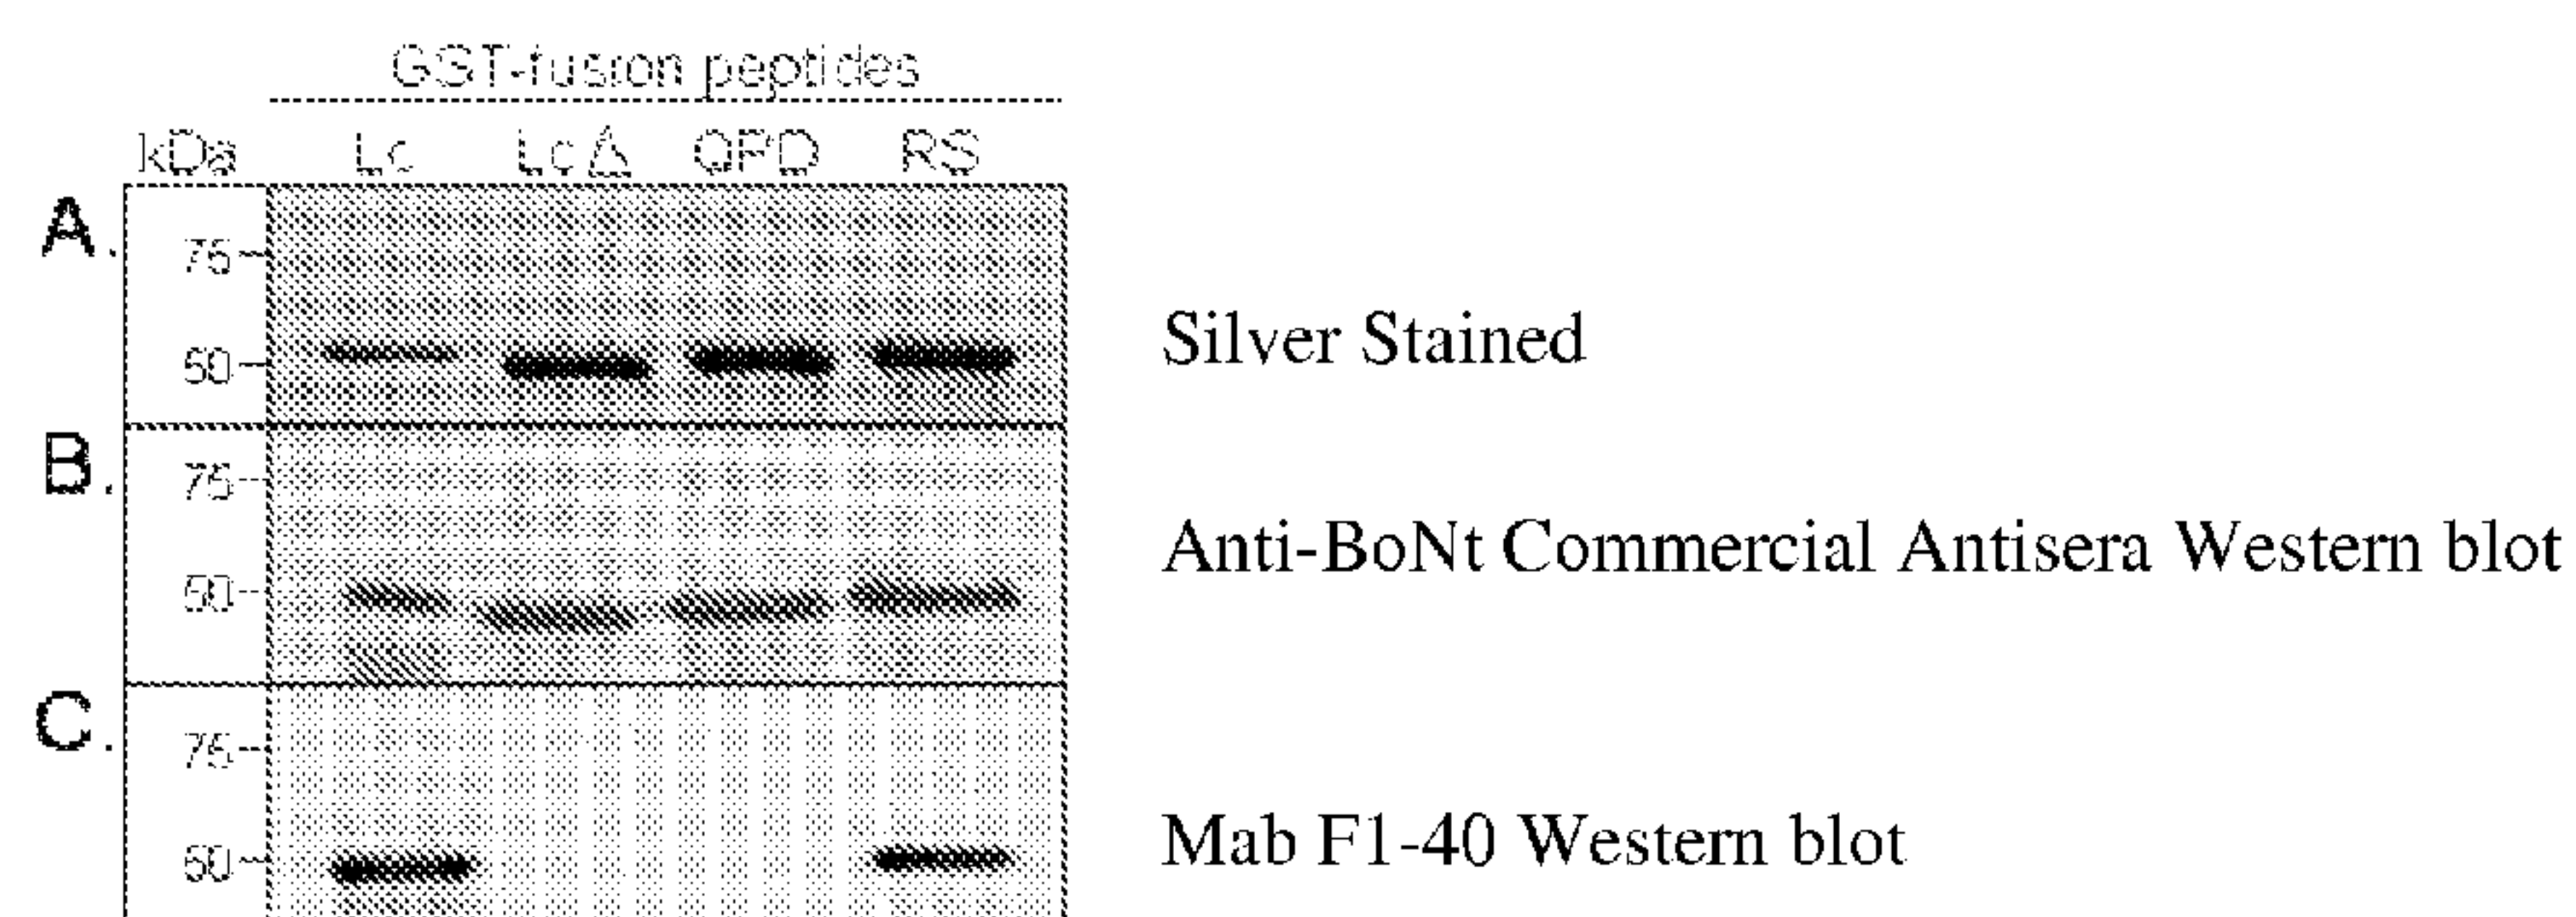 GST-fusion peptides
kDa Lc Lc Δ QPD RS
A.
75
50
Silver Stained
B.
75
50
Anti-BoNt Commercial Antisera Western blot
C.
75
50
Mab F1-40 Western blot